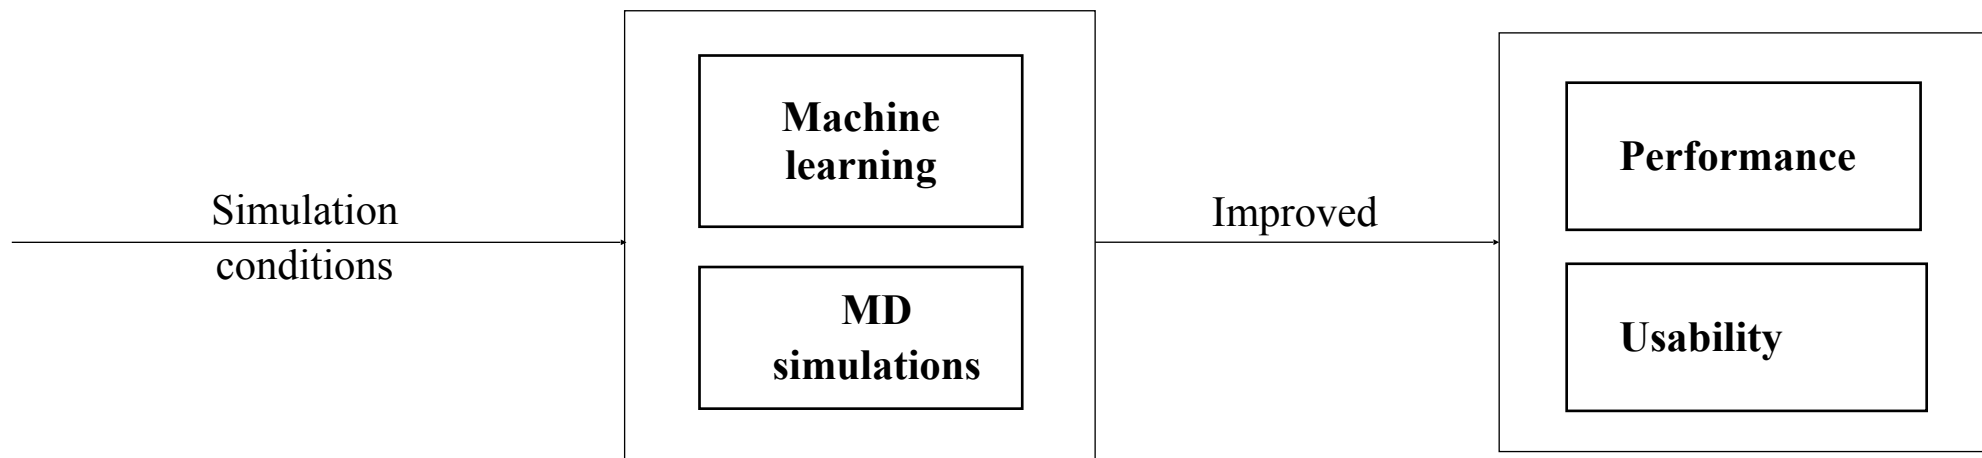 Simulation
conditions
Machine
learning
MD
simulations
Improved
Performance
Usability